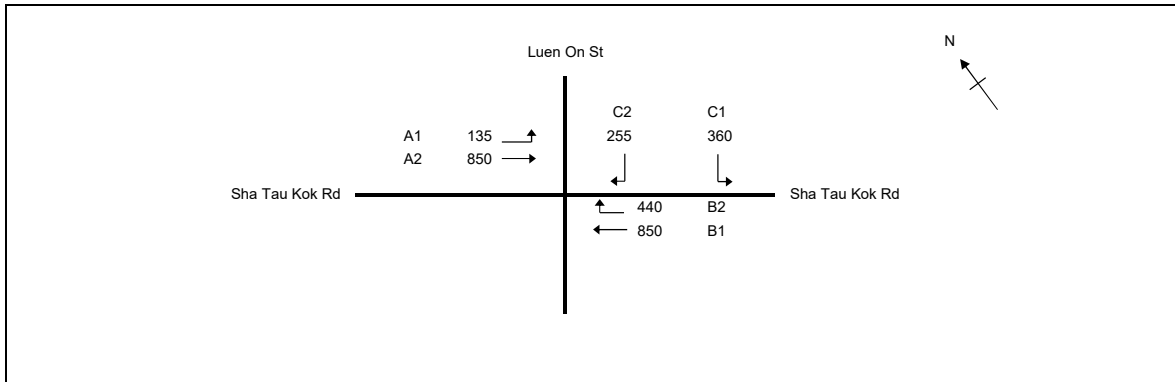 N
Luen On St
C2 C1
A1 135 255 360
A2 850
Sha Tau Kok Rd Sha Tau Kok Rd
440 B2
850 B1